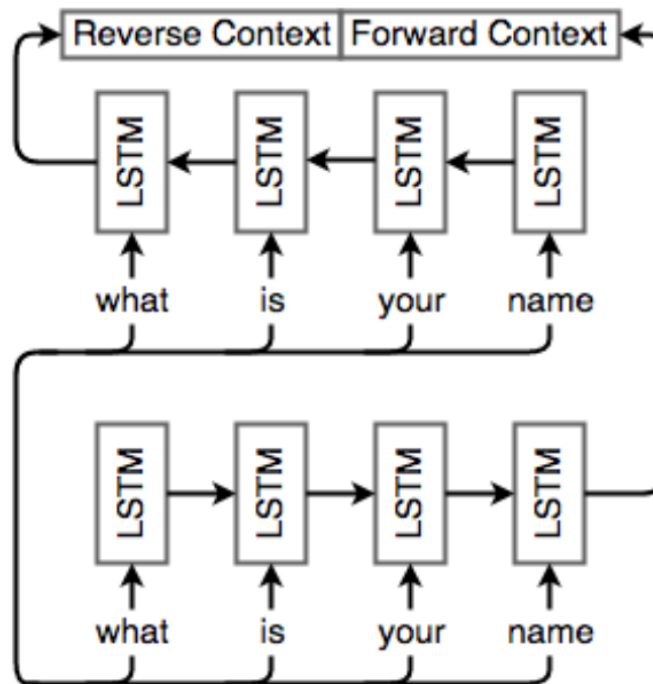 Reverse Context Forward Context
LSTM LSTM LSTM LSTM
what is your name
LSTM LSTM LSTM LSTM
what is your name